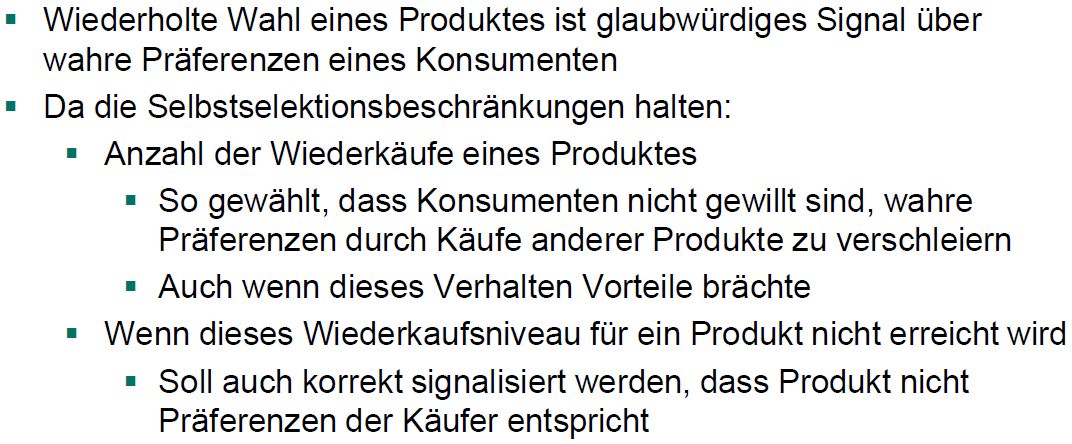 Wiederholte Wahl eines Produktes ist glaubwürdiges Signal über
wahre Präferenzen eines Konsumenten
Da die Selbstselektionsbeschränkungen halten:
Anzahl der Wiederkäufe eines Produktes
So gewählt, dass Konsumenten nicht gewillt sind, wahre
Präferenzen durch Käufe anderer Produkte zu verschleiern
Auch wenn dieses Verhalten Vorteile brächte
Wenn dieses Wiederkaufsniveau für ein Produkt nicht erreicht wird
Soll auch korrekt signalisiert werden, dass Produkt nicht
Präferenzen der Käufer entspricht